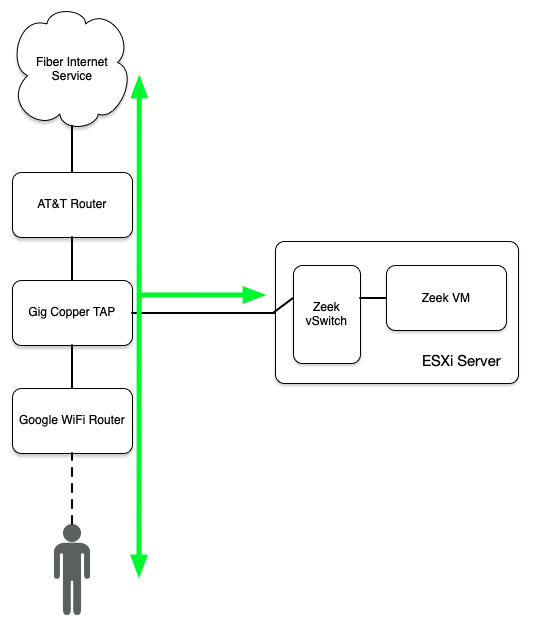 Fiber Internet
Service
AT&T Router
Gig Copper TAP
Zeek
vSwitch
Zeek VM
ESXi Server
Google WiFi Router